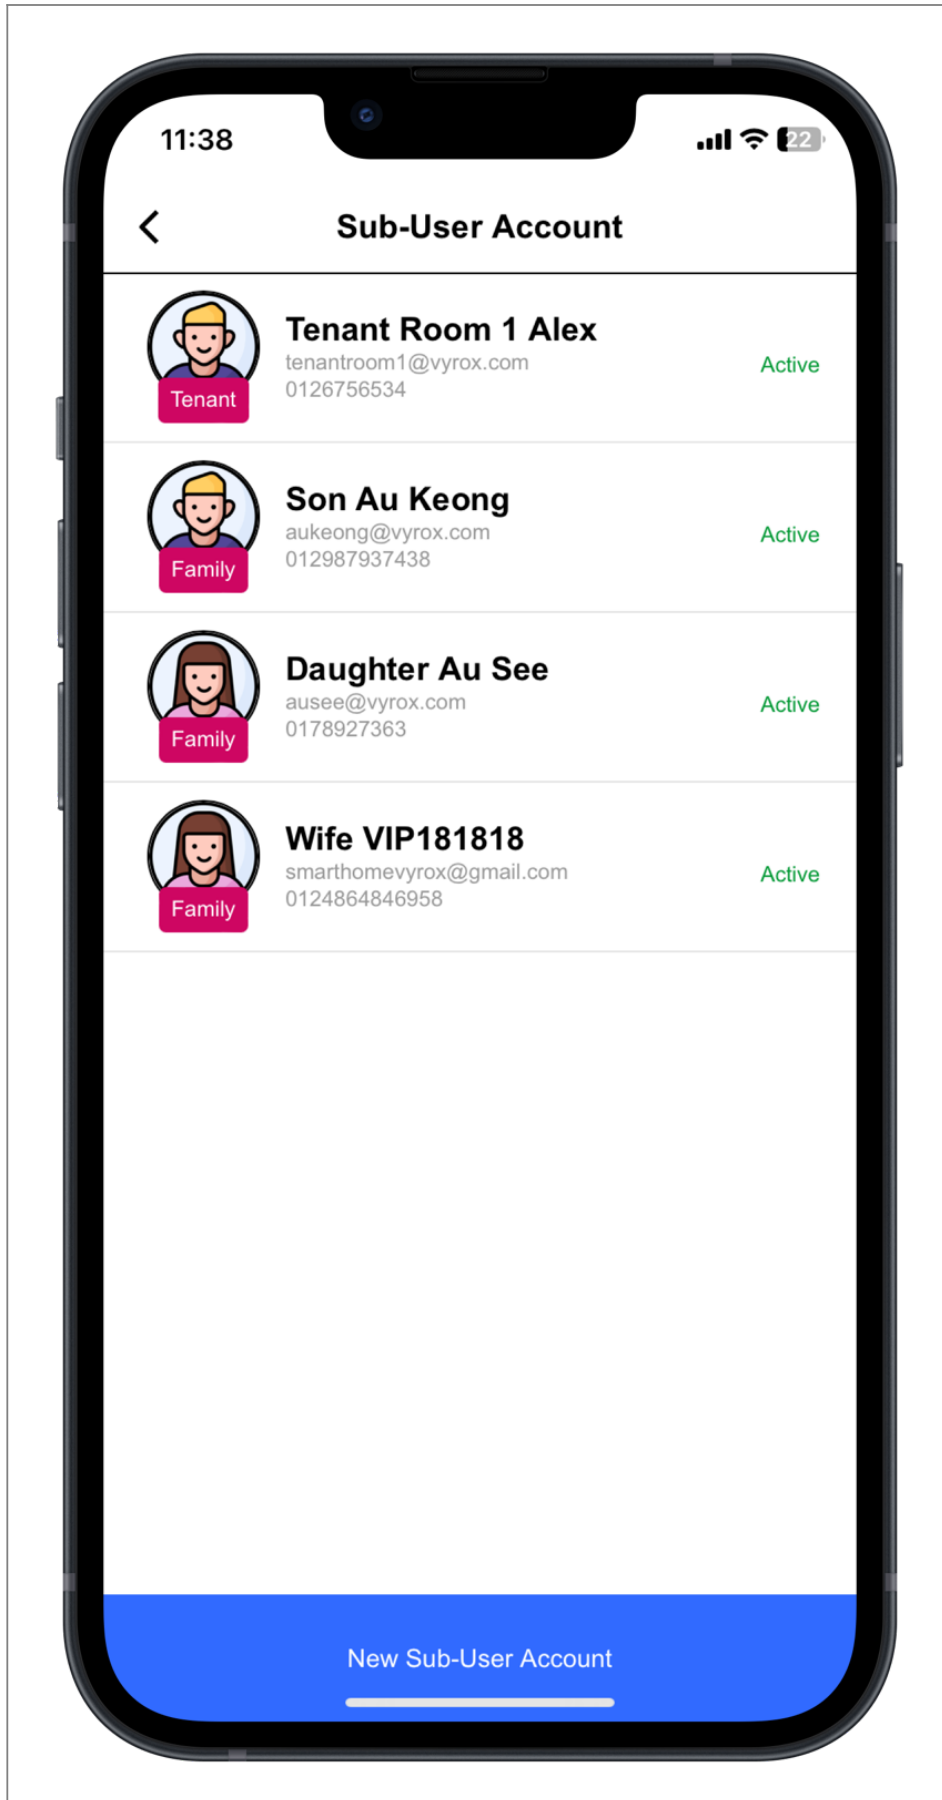 11:38
22
Sub-User Account
Tenant Room 1 Alex
tenantroom1@vyrox.com
0126756534
Active
Tenant
Son Au Keong
aukeong@vyrox.com
012987937438
Active
Family
Daughter Au See
ausee@vyrox.com
0178927363
Active
Family
Wife VIP181818
smarthomevyrox@gmail.com
0124864846958
Active
Family
New Sub-User Account